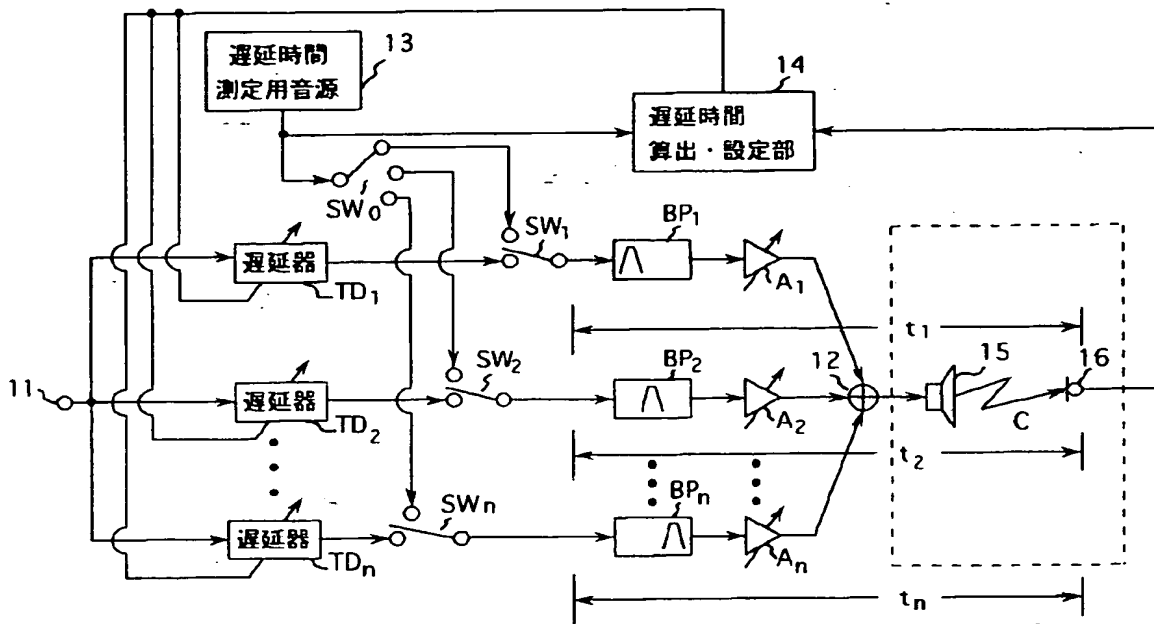 遅延時間
測定用音源
13
14
遅延時間
算出・設定部
SW0
SW1
BP1
遅延器
TD1
A1
t1
SW2
BP2
12
15
16
11
遅延器
TD2
A2
C
t2
SWn
BPn
遅延器
TDn
An
tn